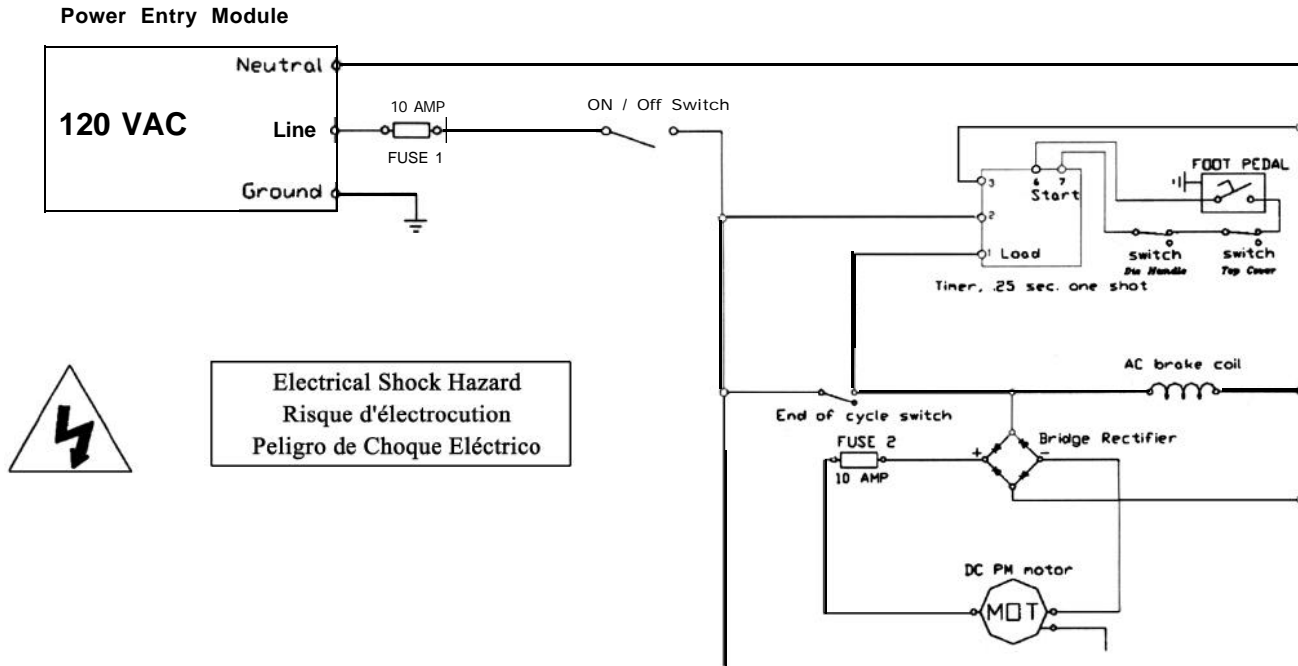 Power Entry Module
Neutral
120 VAC
Line
Ground
10 AMP
FUSE 1
ON / Off Switch
3
6
7
Start
2
1 Load
Timer, .25 sec. one shot
FOOT PEDAL
switch
Die Handle
switch
Top Cover
Electrical Shock Hazard
Risque d'électrocution
Peligro de Choque Eléctrico
End of cycle switch
AC brake coil
FUSE 2
10 AMP
+
-
Bridge Rectifier
DC PM motor
MOT